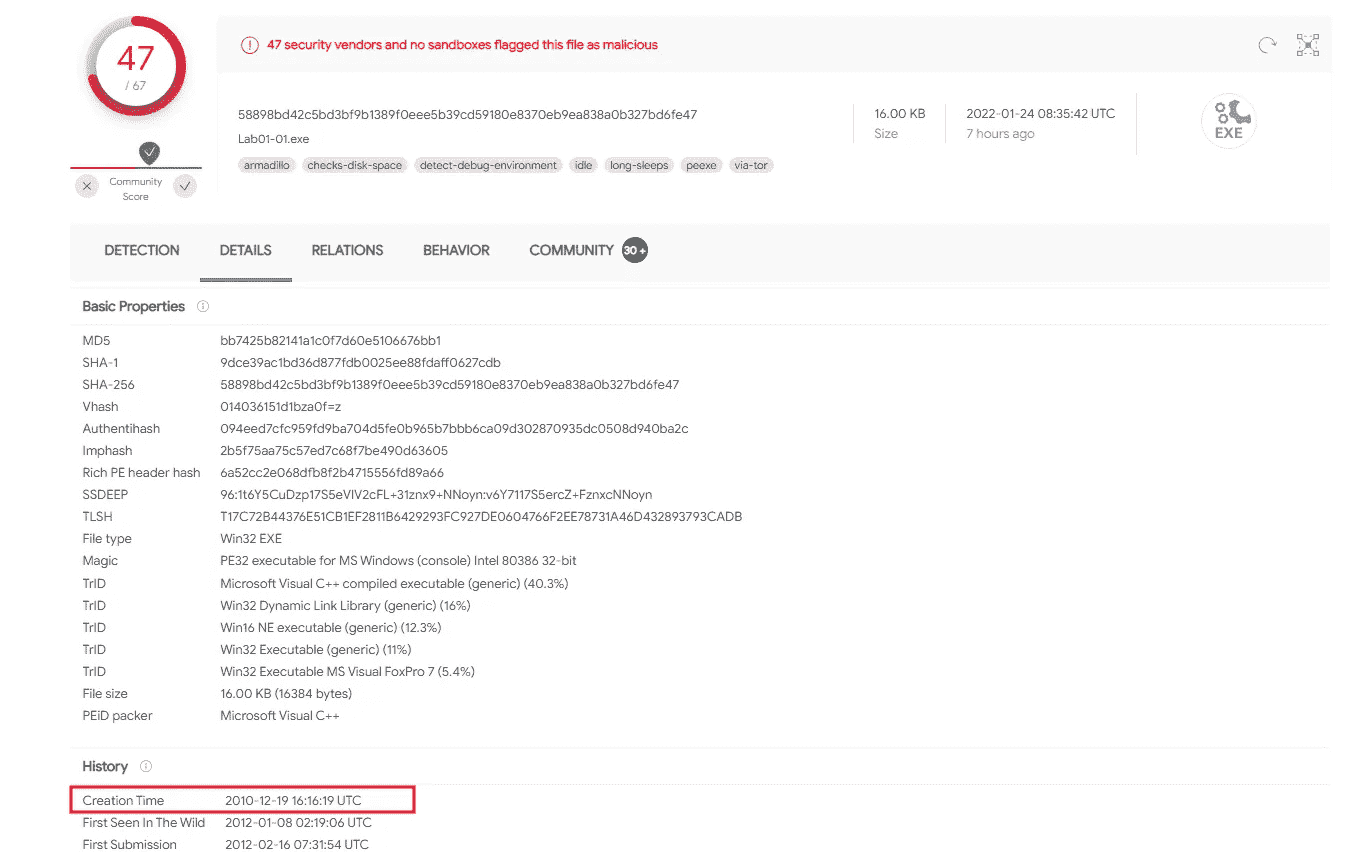 47
/ 67
47 security vendors and no sandboxes flagged this file as malicious
58898bd42c5bd3bf9b1389f0eee5b39cd59180e8370eb9ea838a0b327bd6fe47
Lab01-01.exe
armadillo checks-disk-space detect-debug-environment idle long-sleeps peexe via-tor
16.00 KB
Size
2022-01-24 08:35:42 UTC
7 hours ago
EXE
Community
Score
DETECTION DETAILS RELATIONS BEHAVIOR COMMUNITY 30+
Basic Properties
MD5 bb7425b82141a1c0f7d60e5106676bb1
SHA-1 9dce39ac1bd36d877fdb0025ee88fdaff0627cdb
SHA-256 58898bd42c5bd3bf9b1389f0eee5b39cd59180e8370eb9ea838a0b327bd6fe47
Vhash 014036151d1bza0f=z
Authentihash 094eed7cfc959fd9ba704d5fe0b965b7bbb6ca09d302870935dc0508d940ba2c
Imphash 2b5f75aa75c57ed7c68f7be490d63605
Rich PE header hash 6a52cc2e068dfb8f2b4715556fd89a66
SSDEEP 96:1t6Y5CuDzp17S5eVIV2cFL+31znx9+NNoyn:v6Y7117S5ercZ+FznxcNNoyn
TLSH T17C72B44376E51CB1EF2811B6429293FC927DE0604766F2EE78731A46D432893793CADB
File type Win32 EXE
Magic PE32 executable for MS Windows (console) Intel 80386 32-bit
TrID Microsoft Visual C++ compiled executable (generic) (40.3%)
TrID Win32 Dynamic Link Library (generic) (16%)
TrID Win16 NE executable (generic) (12.3%)
TrID Win32 Executable (generic) (11%)
TrID Win32 Executable MS Visual FoxPro 7 (5.4%)
File size 16.00 KB (16384 bytes)
PEiD packer Microsoft Visual C++
History
Creation Time 2010-12-19 16:16:19 UTC
First Seen In The Wild 2012-01-08 02:19:06 UTC
First Submission 2012-02-16 07:31:54 UTC